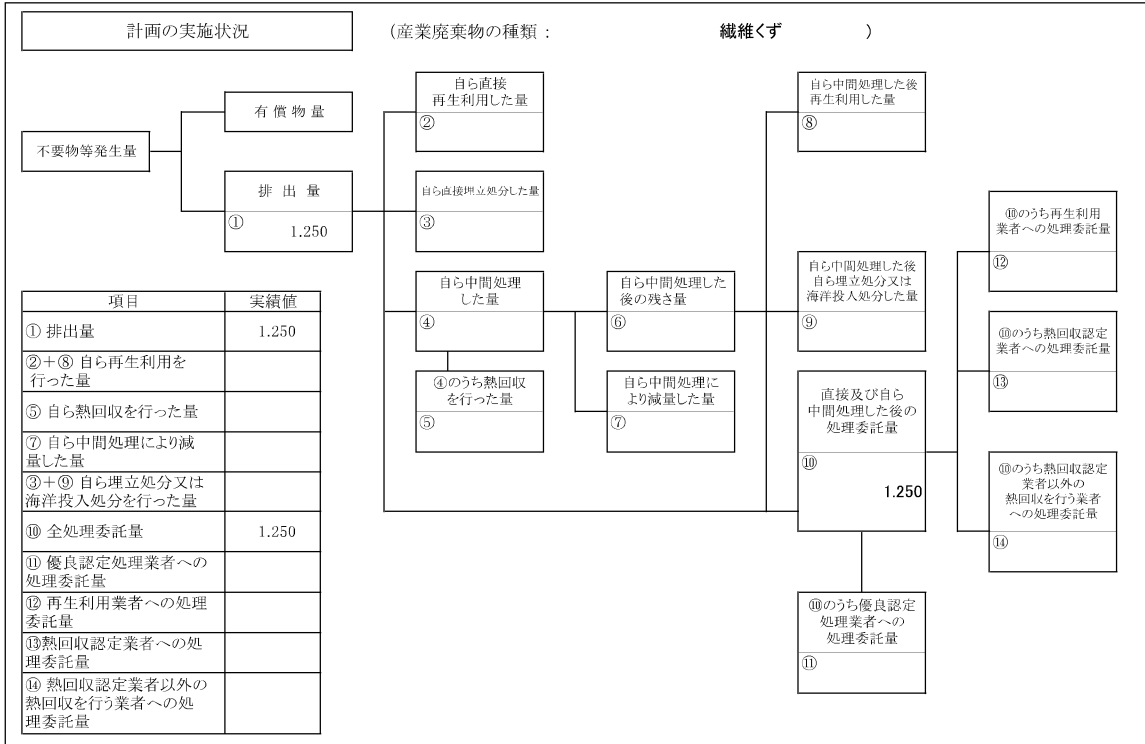 計画の実施状況
（産業廃棄物の種類： 繊維くず ）
不要物等発生量
有償物量
排出量
① 1.250
自ら直接
再生利用した量
②
自ら直接埋立処分した量
③
自ら中間処理
した量
④
④のうち熱回収
を行った量
⑤
自ら中間処理した
後の残さ量
⑥
自ら中間処理に
より減量した量
⑦
自ら中間処理した後
再生利用した量
⑧
自ら中間処理した後
自ら埋立処分又は
海洋投入処分した量
⑨
直接及び自ら
中間処理した後の
処理委託量
⑩
1.250
⑩のうち優良認定
処理業者への
処理委託量
⑪
⑩のうち再生利用
業者への処理委託量
⑫
⑩のうち熱回収認定
業者への処理委託量
⑬
⑩のうち熱回収認定
業者以外の
熱回収を行う業者
への処理委託量
⑭
項目 実績値
① 排出量 1.250
②＋⑧ 自ら再生利用を
行った量
⑤ 自ら熱回収を行った量
⑦ 自ら中間処理により減
量した量
③＋⑨ 自ら埋立処分又は
海洋投入処分を行った量
⑩ 全処理委託量 1.250
⑪ 優良認定処理業者への
処理委託量
⑫ 再生利用業者への処理
委託量
⑬熱回収認定業者への処
理委託量
⑭ 熱回収認定業者以外の
熱回収を行う業者への処
理委託量